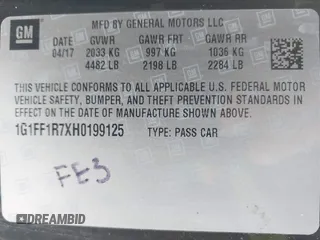 GM
MFD BY GENERAL MOTORS LLC
DATE GVWR GAWR FRT GAWR RR
04/17 2033 KG 997 KG 1036 KG
4482 LB 2198 LB 2284 LB
THIS VEHICLE CONFORMS TO ALL APPLICABLE U.S. FEDERAL MOTOR
VEHICLE SAFETY, BUMPER, AND THEFT PREVENTION STANDARDS IN
EFFECT ON THE DATE OF MANUFACTURE SHOWN ABOVE.
1G1FF1R7XH0199125 TYPE: PASS CAR
FE3
DREAMBID